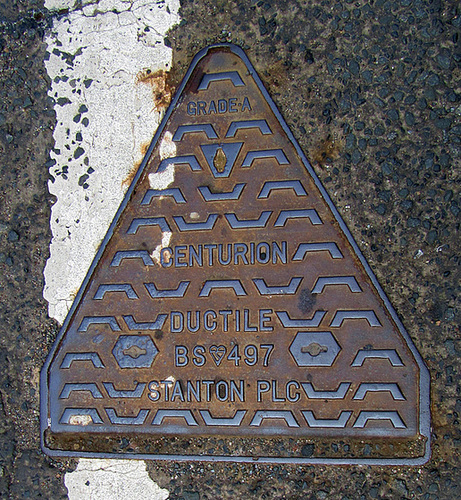 GRADE A
CENTURION
DUCTILE
BS 497
STANTON PLC